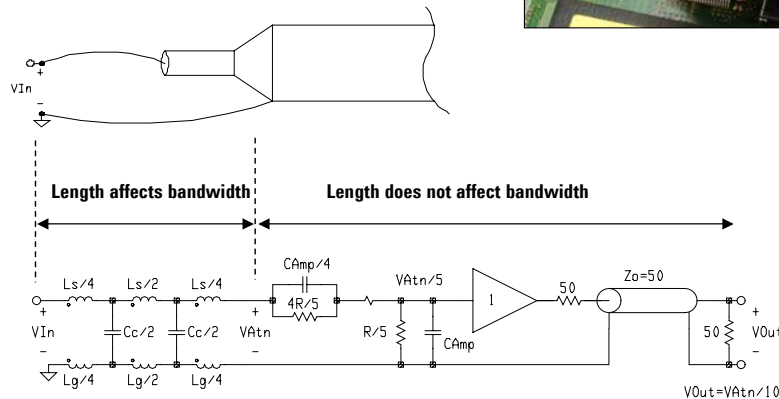 +
VIn
−
Length affects bandwidth
Length does not affect bandwidth
CAmp/4
Ls/4 Ls/2 Ls/4 4R/5 VAtn/5 1 50 Zo=50
+ + +
VIn Cc/2 Cc/2 VAtn R/5 CAmp 50 VOut
− − −
Lg/4 Lg/2 Lg/4
VOut=VAtn/10